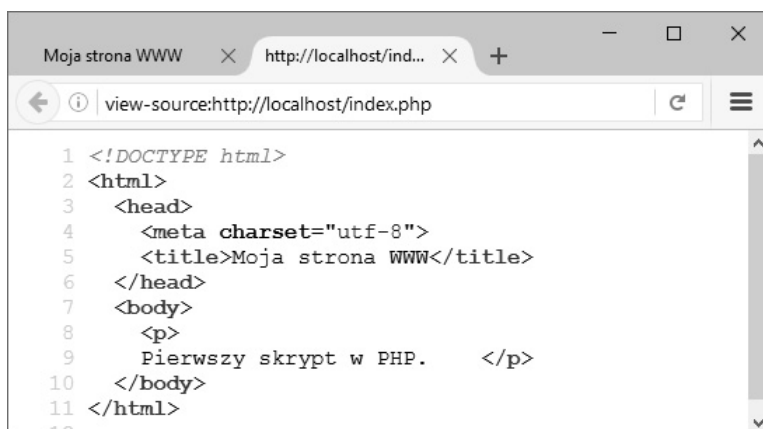 Moja strona WWW http://localhost/ind...
view-source:http://localhost/index.php
1 <!DOCTYPE html>
2 <html>
3 <head>
4 <meta charset="utf-8">
5 <title>Moja strona WWW</title>
6 </head>
7 <body>
8 <p>
9 Pierwszy skrypt w PHP. </p>
10 </body>
11 </html>